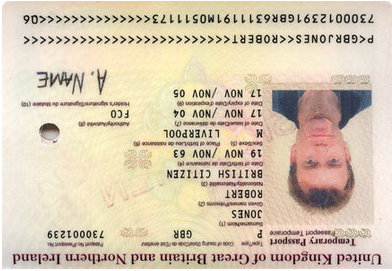 United Kingdom of Great Britain and Northern Ireland
Temporary Passport
Passeport Temporaire
Type/Type
Code of Issuing State/Code de l'Etat émetteur
Passport No./Passeport No.
P
GBR
730001239
Surname/Nom (1)
JONES
Given names/Prénoms (2)
ROBERT
Nationality/Nationalité (3)
BRITISH CITIZEN
Date of birth/Date de naissance (4)
19 NOV /NOV 63
Sex/Sexe (5)
Place of birth/Lieu de naissance (6)
M
LIVERPOOL
Date of issue/Date de délivrance (7)
17 NOV /NOV 04
Authority/Autorité (8)
FCO
Date of expiry/Date d'expiration (9)
17 NOV /NOV 05
Holder's signature/Signature du titulaire (10)
A. NAME
P<GBRJONES<<ROBERT<<<<<<<<<<<<<<<<<<<<<<<<<<
7300012391GBR6311191M0511173<<<<<<<<<<<<<<06